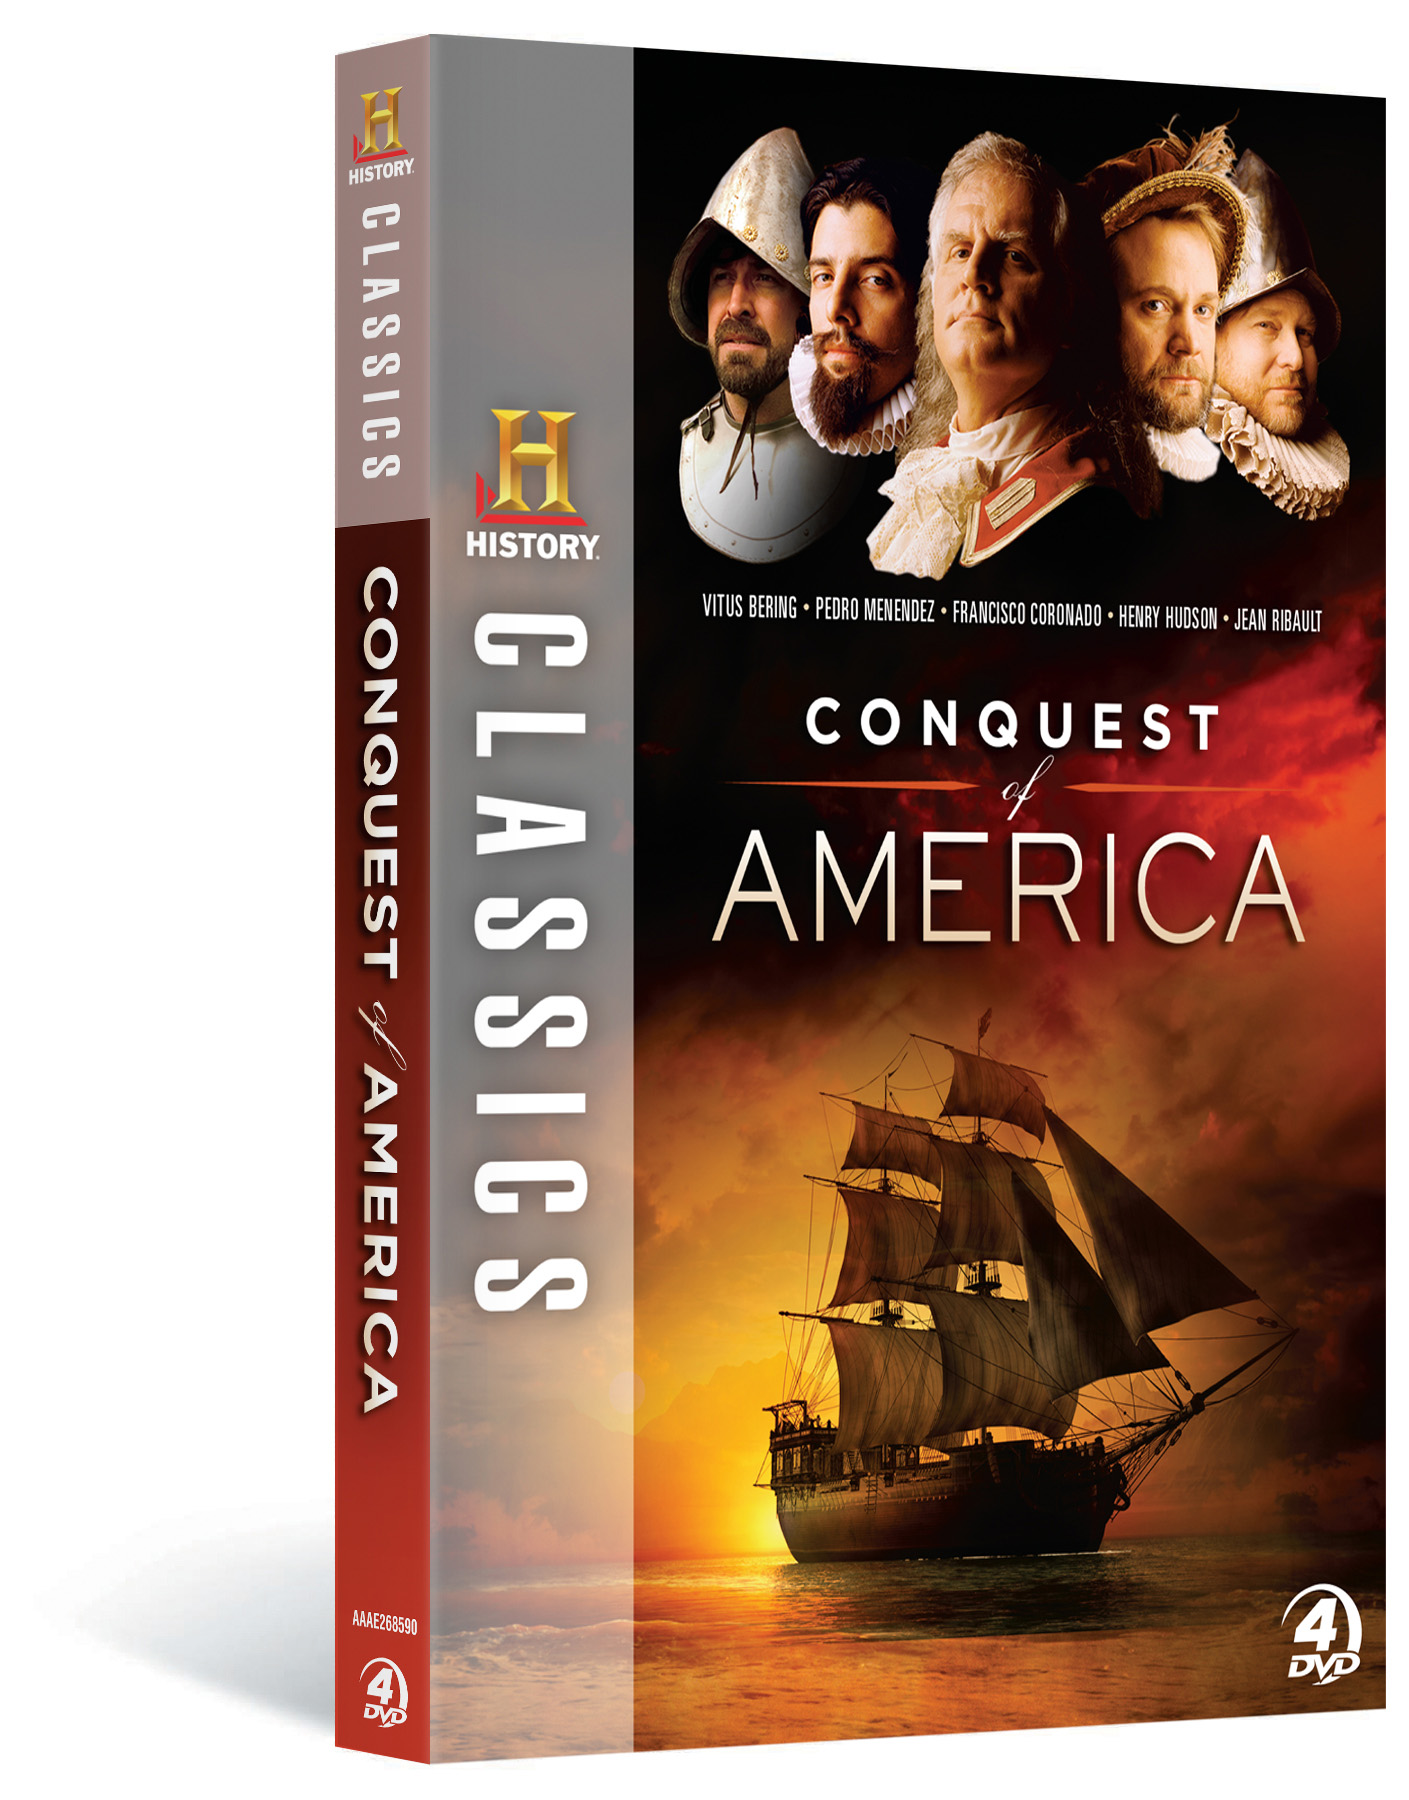 HISTORY.
CLASSICS
CONQUEST of AMERICA
AAAE268590
4
DVD
H
HISTORY.
CLASSICS
VITUS BERING • PEDRO MENENDEZ • FRANCISCO CORONADO • HENRY HUDSON • JEAN RIBAULT
CONQUEST
of
AMERICA
4
DVD